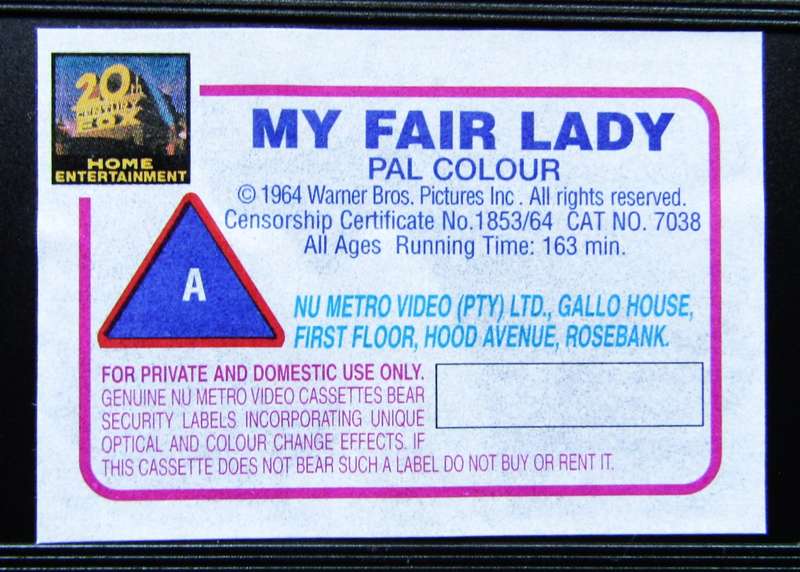 20th
CENTURY
FOX
HOME
ENTERTAINMENT
MY FAIR LADY
PAL COLOUR
© 1964 Warner Bros. Pictures Inc. All rights reserved.
Censorship Certificate No.1853/64 CAT NO. 7038
All Ages Running Time: 163 min.
A
NU METRO VIDEO (PTY) LTD., GALLO HOUSE,
FIRST FLOOR, HOOD AVENUE, ROSEBANK.
FOR PRIVATE AND DOMESTIC USE ONLY.
GENUINE NU METRO VIDEO CASSETTES BEAR
SECURITY LABELS INCORPORATING UNIQUE
OPTICAL AND COLOUR CHANGE EFFECTS. IF
THIS CASSETTE DOES NOT BEAR SUCH A LABEL DO NOT BUY OR RENT IT.